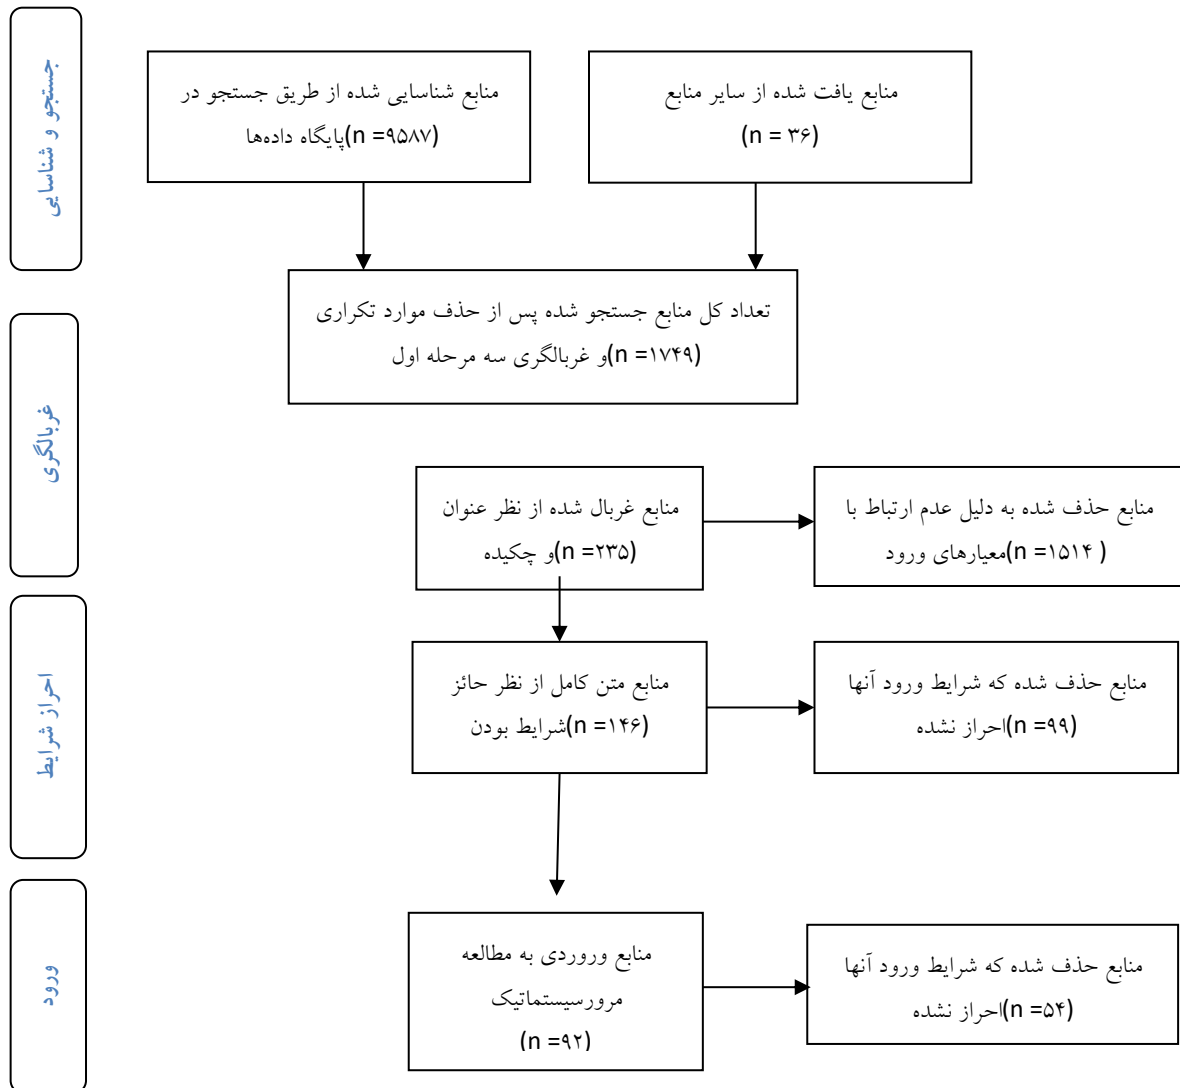 جستجو و شناسایی
منابع شناسایی شده از طریق جستجو در
پایگاه داده‌ها(n =۹۵۸۷)
منابع یافت شده از سایر منابع
(n = ۳۶)
تعداد کل منابع جستجو شده پس از حذف موارد تکراری
و غربالگری سه مرحله اول(n =۱۷۴۹)
غربالگری
منابع غربال شده از نظر عنوان
و چکیده(n =۲۳۵)
منابع حذف شده به دلیل عدم ارتباط با
معیارهای ورود(n =۱۵۱۴ )
احراز شرایط
منابع متن کامل از نظر حائز
شرایط بودن(n =۱۴۶)
منابع حذف شده که شرایط ورود آنها
احراز نشده(n =۹۹)
ورود
منابع وروردی به مطالعه
مرورسیستماتیک
(n =۹۲)
منابع حذف شده که شرایط ورود آنها
احراز نشده(n =۵۴)